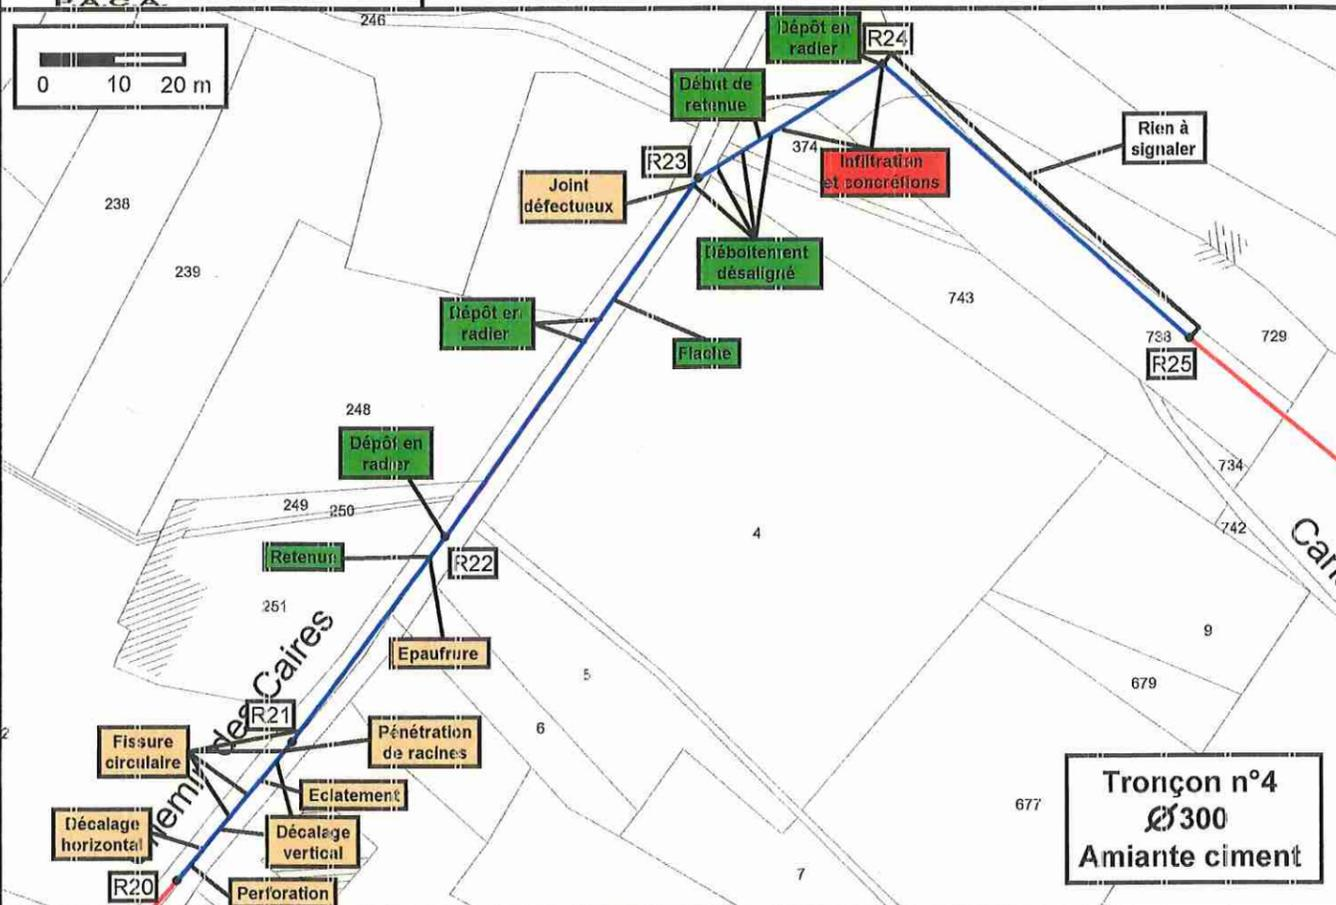 P.A.C.A.
246
0 10 20 m
Dépôt en
radier
R24
Début de
retenue
Rien à
signaler
374
R23
Infiltration
et concrétions
Joint
défectueux
238
Déboitement
désaligné
239
743
Dépôt en
radier
Flache
738
729
R25
248
Dépôt en
radier
734
249
250
742
4
Retenue
R22
251
Epaufrure
9
5
679
R21
6
2
Fissure
circulaire
Pénétration
de racines
des Caires
Eclatement
677
Tronçon n°4
Ø300
Amiante ciment
Décalage
horizontal
Décalage
vertical
7
R20
Perforation